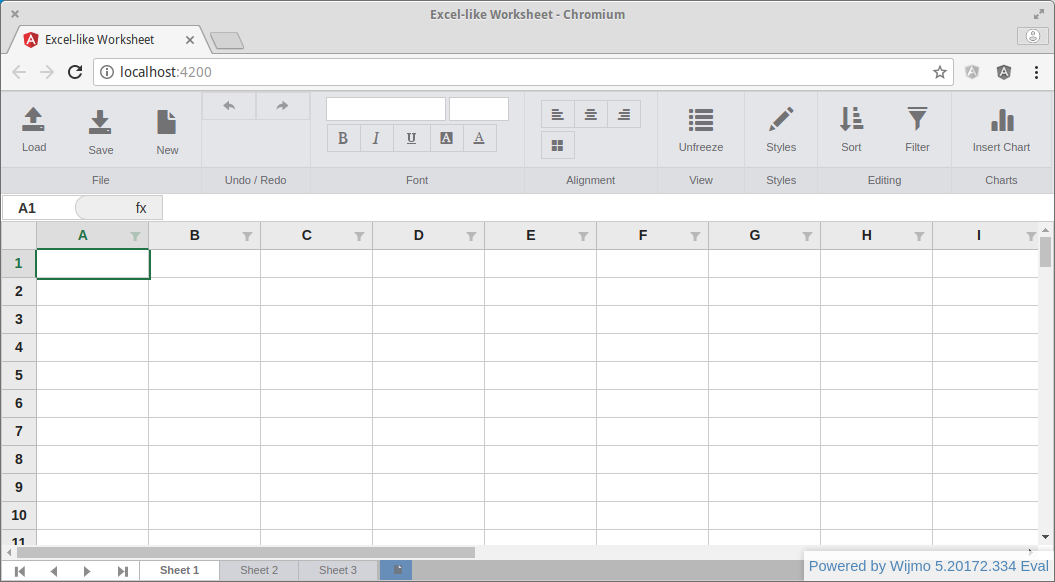 Excel-like Worksheet - Chromium
Excel-like Worksheet
localhost:4200
Load Save New
File
Undo / Redo
B I U A A
Font
Alignment
Unfreeze
View
Styles
Styles
Sort Filter
Editing
Insert Chart
Charts
A1 fx
A B C D E F G H I
1
2
3
4
5
6
7
8
9
10
11
Sheet 1 Sheet 2 Sheet 3
Powered by Wijmo 5.20172.334 Eval